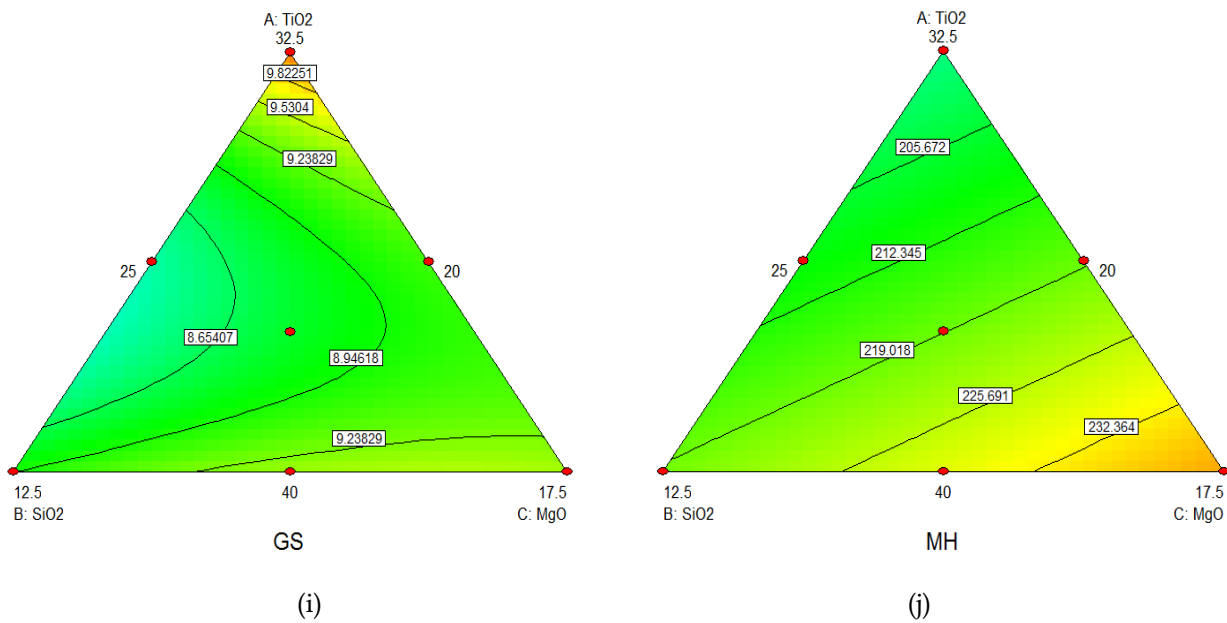 A: TiO2
32.5
9.82251
9.5304
9.23829
25
20
8.65407
8.94618
9.23829
12.5
40
17.5
B: SiO2
C: MgO
GS
(i)
A: TiO2
32.5
205.672
212.345
25
20
219.018
225.691
232.364
12.5
40
17.5
B: SiO2
C: MgO
MH
(j)